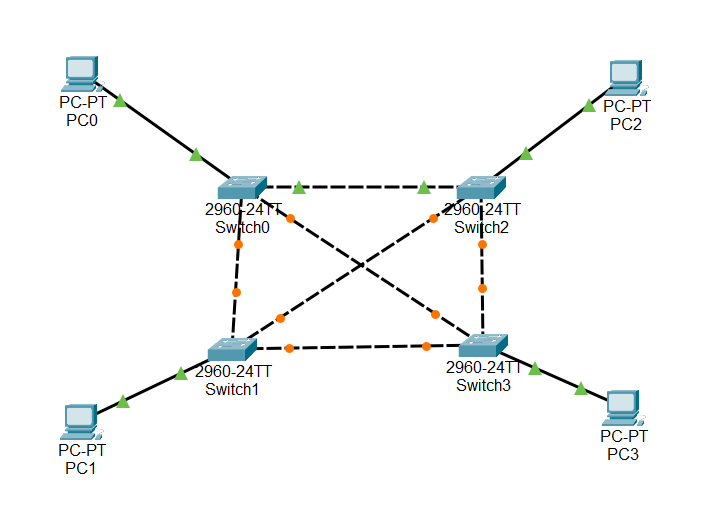 PC-PT
PC0
PC-PT
PC2
2960-24TT
Switch0
2960-24TT
Switch2
2960-24TT
Switch1
2960-24TT
Switch3
PC-PT
PC1
PC-PT
PC3